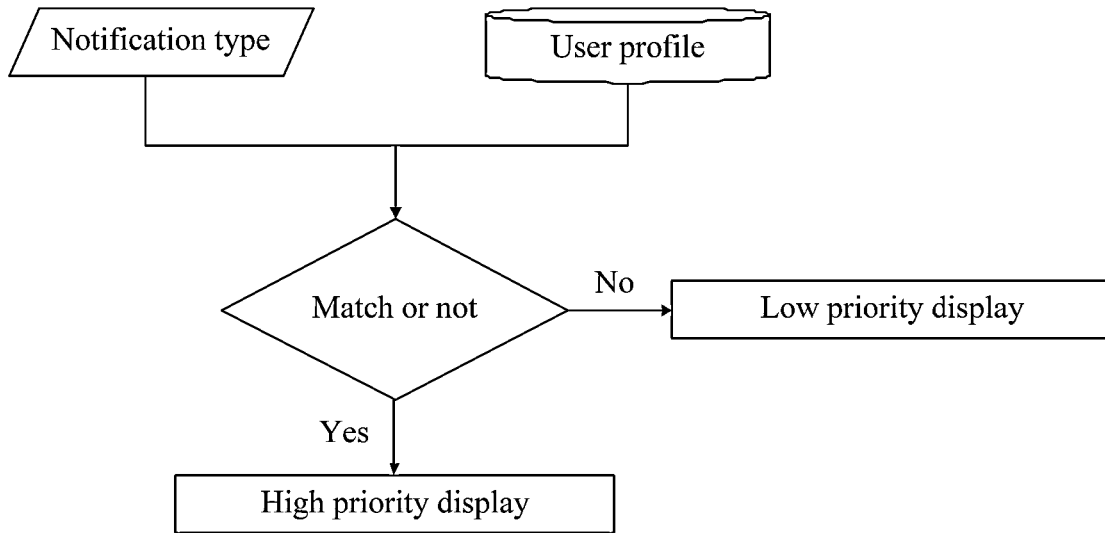 Notification type
User profile
Match or not
No
Low priority display
Yes
High priority display